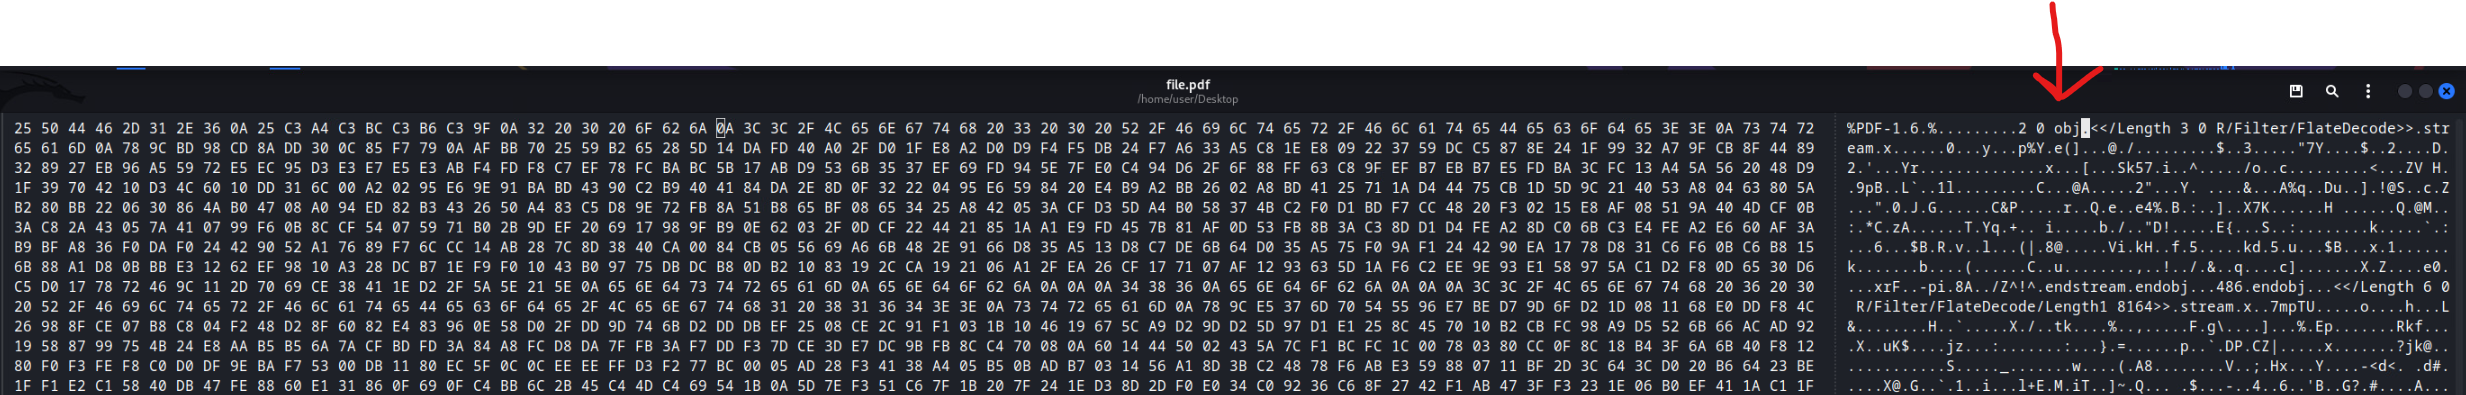 file.pdf
/home/user/Desktop
25 50 44 46 2D 31 2E 36 0A 25 C3 A4 C3 BC C3 B6 C3 9F 0A 32 20 30 20 6F 62 6A 0A 3C 3C 2F 4C 65 6E 67 74 68 20 33 20 30 20 52 2F 46 69 6C 74 65 72 2F 46 6C 61 74 65 44 65 63 6F 64 65 3E 3E 0A 73 74 72 %PDF-1.6.%.........2 0 obj.<</Length 3 0 R/Filter/FlateDecode>>.str
65 61 6D 0A 78 9C BD 98 CD 8A DD 30 0C 85 F7 79 0A AF BB 70 25 59 B2 65 28 5D 14 DA FD 40 A0 2F D0 1F E8 A2 D0 D9 F4 F5 DB 24 F7 A6 33 A5 C8 1E E8 09 22 37 59 DC C5 87 8E 24 1F 99 32 A7 9F CB 8F 44 89 eam.x......0...y...p%Y.e(]...@./.........$..3....."7Y....$..2....D.
32 89 27 EB 96 A5 59 72 E5 EC 95 D3 E3 E7 E5 E3 AB F4 FD F8 C7 EF 78 FC BA BC 5B 17 AB D9 53 6B 35 37 EF 69 FD 94 5E 7F E0 C4 94 D6 2F 6F 88 FF 63 C8 89 EF B7 EB B7 E5 FD BA 3C FC 13 A4 5A 56 20 48 D9 2.'...Yr..............x...[...Sk57.i..^....../o..c.........<...ZV H.
1F 39 70 42 10 D3 4C 60 10 DD 31 6C 00 A2 02 95 E6 9E 91 BA BD 43 90 C2 B9 40 41 84 DA 2E 8D 0F 32 22 04 95 E6 59 84 20 E4 B9 A2 BB 26 02 A8 BD 41 25 71 1A D4 44 75 CB 1D 5D 9C 21 40 53 A8 04 63 80 5A .9pB..L`..1l.........C...@A.....2"...Y. ....&...A%q..Du..].!@S..c.Z
B2 80 BB 22 06 30 86 4A B0 47 08 A0 94 ED 82 B3 43 26 50 A4 83 C5 D8 9E 72 FB 8A 51 B8 65 BF 08 65 34 25 A8 42 05 3A CF D3 5D A4 B0 58 37 4B C2 F0 D1 BD F7 CC 48 20 F3 02 15 E8 AF 08 51 9A 40 4D CF 0B ...".0.J.G......C&P.....r..Q.e..e4%.B.:..]..X7K......H ......Q.@M..
3A C8 2A 43 05 7A 41 07 99 F6 0B 8C CF 54 07 59 71 B0 2B 9D EF 20 69 17 98 9F B9 0E 62 03 2F 0D CF 22 44 21 85 1A A1 E9 FD 45 7B 81 AF 0D 53 FB 8B 3A C3 8D D1 D4 FE A2 8D C0 6B C3 E4 FE A2 E6 60 AF 3A :.*C.zA......T.Yq.+.. i.....b./.."D!.....E{...S..:........k.....`.:
B9 BF A8 36 F0 DA F0 24 42 90 52 A1 76 89 F7 6C CC 14 AB 28 7C 8D 38 40 CA 00 84 CB 05 56 69 A6 6B 48 2E 91 66 D8 35 A5 13 D8 C7 DE 6B 64 D0 35 A5 75 F0 9A F1 24 42 90 EA 17 78 D8 31 C6 F6 0B C6 B8 15 ...6...$B.R.v..l...(|.8@.....Vi.kH..f.5.....kd.5.u...$B...x.1......
6B 88 A1 D8 0B BB E3 12 62 EF 98 10 A3 28 DC B7 1E F9 F0 10 43 B0 97 75 DB DC B8 0D B2 10 83 19 2C CA 19 21 06 A1 2F EA 26 CF 17 71 07 AF 12 93 63 5D 1A F6 C2 EE 9E 93 E1 58 97 5A C1 D2 F8 0D 65 30 D6 k.......b....(......C..u........,..!../.&..q....c].......X.Z....e0.
C5 D0 17 78 72 46 9C 11 2D 70 69 CE 38 41 1E D2 2F 5A 5E 21 5E 0A 65 6E 64 73 74 72 65 61 6D 0A 65 6E 64 6F 62 6A 0A 0A 34 38 36 0A 65 6E 64 6F 62 6A 0A 0A 0A 3C 3C 2F 4C 65 6E 67 74 68 20 36 20 30 ...xrF..-pi.8A../Z^!^.endstream.endobj...486.endobj...<</Length 6 0
20 52 2F 46 69 6C 74 65 72 2F 46 6C 61 74 65 44 65 63 6F 64 65 2F 4C 65 6E 67 74 68 31 20 38 31 36 34 3E 3E 0A 73 74 72 65 61 6D 0A 78 9C E5 37 6D 70 54 55 96 E7 BE D7 9D 6F D2 1D 08 11 68 E0 DD F8 4C R/Filter/FlateDecode/Length1 8164>>.stream.x..7mpTU.....o....h...L
26 98 8F CE 07 B8 C8 04 F2 48 D2 8F 60 82 E4 83 96 0E 58 D0 2F DD 9D 74 6B D2 DD DB EF 25 08 CE 2C 91 F1 03 1B 10 46 19 67 5C A9 D2 9D D2 5D 97 D1 E1 25 8C 45 70 10 B2 CB FC 98 A9 D5 52 6B 66 AC AD 92 &........H..`.....X./..tk....%..,.....F.g\....]...%.Ep.......Rkf...
19 58 87 99 75 4B 24 E8 AA B5 B5 6A 7A CF BD FD 3A 84 A8 FC D8 DA 7F FB 3A F7 DD F3 7D CE 3D E7 DC 9B FB 8C C4 70 08 0A 60 14 44 50 02 43 5A 7C F1 BC FC 1C 00 78 03 80 CC 0F 8C 18 B4 3F 6A 6B 40 F8 12 .X..uK$....jz...:.......:...}.=......p..`.DP.CZ|.....x........?jk@..
80 F0 F3 FE F8 C0 D0 DF 9E BA F7 53 00 DB 11 80 EC 5F 0C 0C EE EE FF D3 F2 77 BC 00 05 AD 28 F3 41 38 A4 05 B5 0B AD B7 03 14 56 A1 8D 3B C2 48 78 F6 AB E3 59 88 07 11 BF 2D 3C 64 3C D0 20 B6 64 23 BE ...........S....._.......w....(.A8........V..;.Hx...Y....-<d<. .d#.
1F F1 E2 C1 58 40 DB 47 FE 88 60 E1 31 86 0F 69 0F C4 BB 6C 2B 45 C4 4D C4 69 54 1B 0A 5D 7E F3 51 C6 7F 1B 20 7F 24 1E D3 8D 2D F0 E0 34 C0 92 36 C6 8F 27 42 F1 AB 47 3F F3 23 1E 06 B0 EF 41 1A C1 1F ....X@.G..`.1..i...l+E.M.iT..]~.Q... .$...-..4..6..'B..G?.#....A...